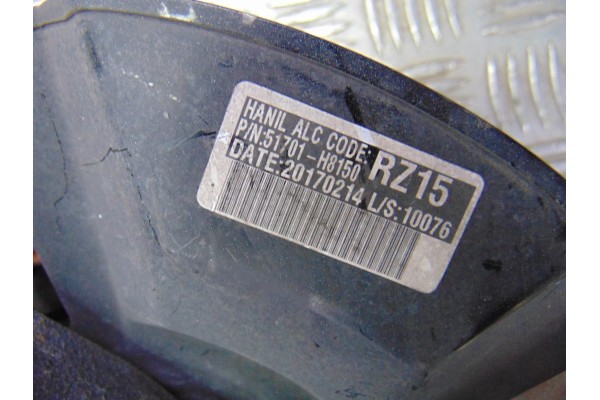 HANIL ALC CODE:
P/N:51701-H8150 RZ15
DATE:20170214 L/S:10076